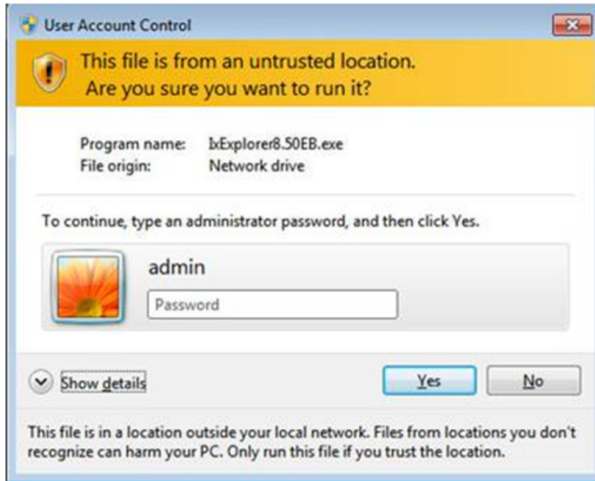 User Account Control
This file is from an untrusted location.
Are you sure you want to run it?
Program name: IxExplorer8.50EB.exe
File origin: Network drive
To continue, type an administrator password, and then click Yes.
admin
Password
Show details
Yes
No
This file is in a location outside your local network. Files from locations you don't
recognize can harm your PC. Only run this file if you trust the location.